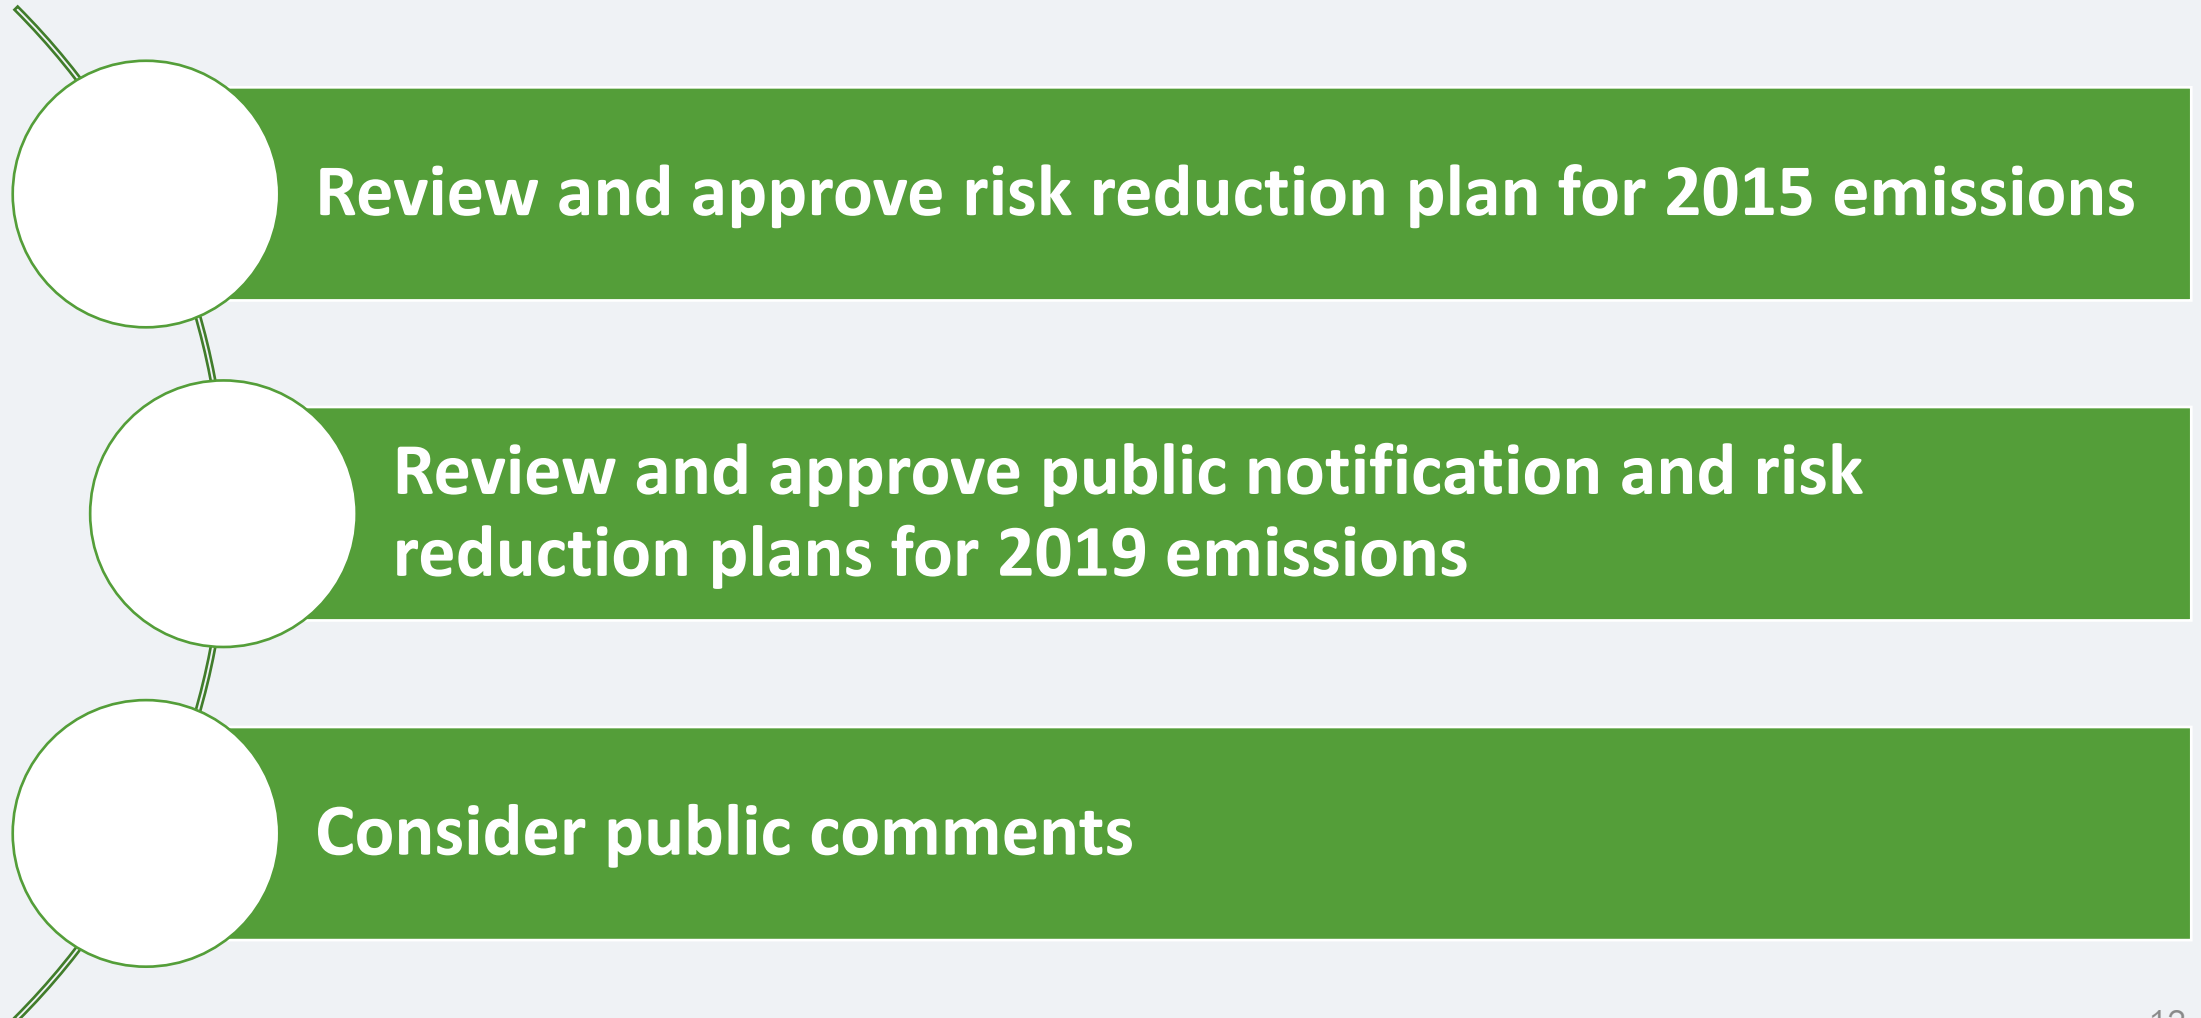 Review and approve risk reduction plan for 2015 emissions
Review and approve public notification and risk
reduction plans for 2019 emissions
Consider public comments